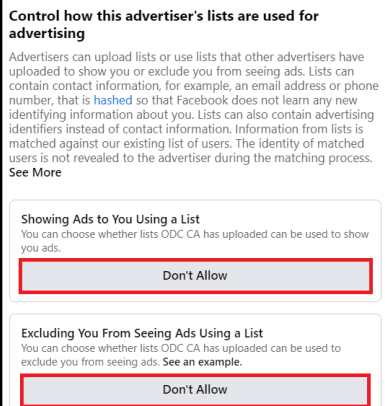 Control how this advertiser's lists are used for
advertising
Advertisers can upload lists or use lists that other advertisers have
uploaded to show you or exclude you from seeing ads. Lists can
contain contact information, for example, an email address or phone
number, that is hashed so that Facebook does not learn any new
identifying information about you. Lists can also contain advertising
identifiers instead of contact information. Information from lists is
matched against our existing list of users. The identity of matched
users is not revealed to the advertiser during the matching process.
See More
Showing Ads to You Using a List
You can choose whether lists ODC CA has uploaded can be used to show
you ads.
Don't Allow
Excluding You From Seeing Ads Using a List
You can choose whether lists ODC CA has uploaded can be used to
exclude you from seeing ads. See an example.
Don't Allow